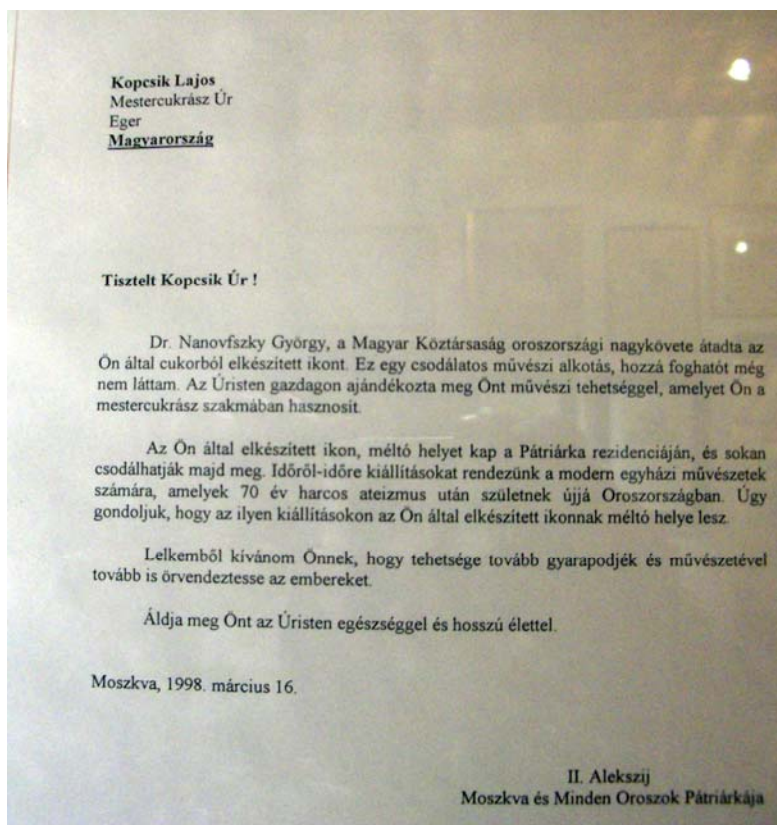 Kopcsik Lajos
Mestercukrász Úr
Eger
Magyarország
Tisztelt Kopcsik Úr !
Dr. Nanovfszky György, a Magyar Köztársaság oroszországi nagykövete átadta az
Ön által cukorból elkészített ikont. Ez egy csodálatos művészi alkotás, hozzá foghatót még
nem láttam. Az Úristen gazdagon ajándékozta meg Önt művészi tehetséggel, amelyet Ön a
mestercukrász szakmában hasznosít.
Az Ön által elkészített ikon, méltó helyet kap a Pátriárka rezidenciáján, és sokan
csodálhatják majd meg. Időről-időre kiállításokat rendezünk a modern egyházi művészetek
számára, amelyek 70 év harcos ateizmus után születnek újjá Oroszországban. Úgy
gondoljuk, hogy az ilyen kiállításokon az Ön által elkészített ikonnak méltó helye lesz.
Lelkemből kívánom Önnek, hogy tehetsége tovább gyarapodjék és művészetével
tovább is örvendeztesse az embereket.
Áldja meg Önt az Úristen egészséggel és hosszú élettel.
Moszkva, 1998. március 16.
II. Alekszij
Moszkva és Minden Oroszok Pátriárkája